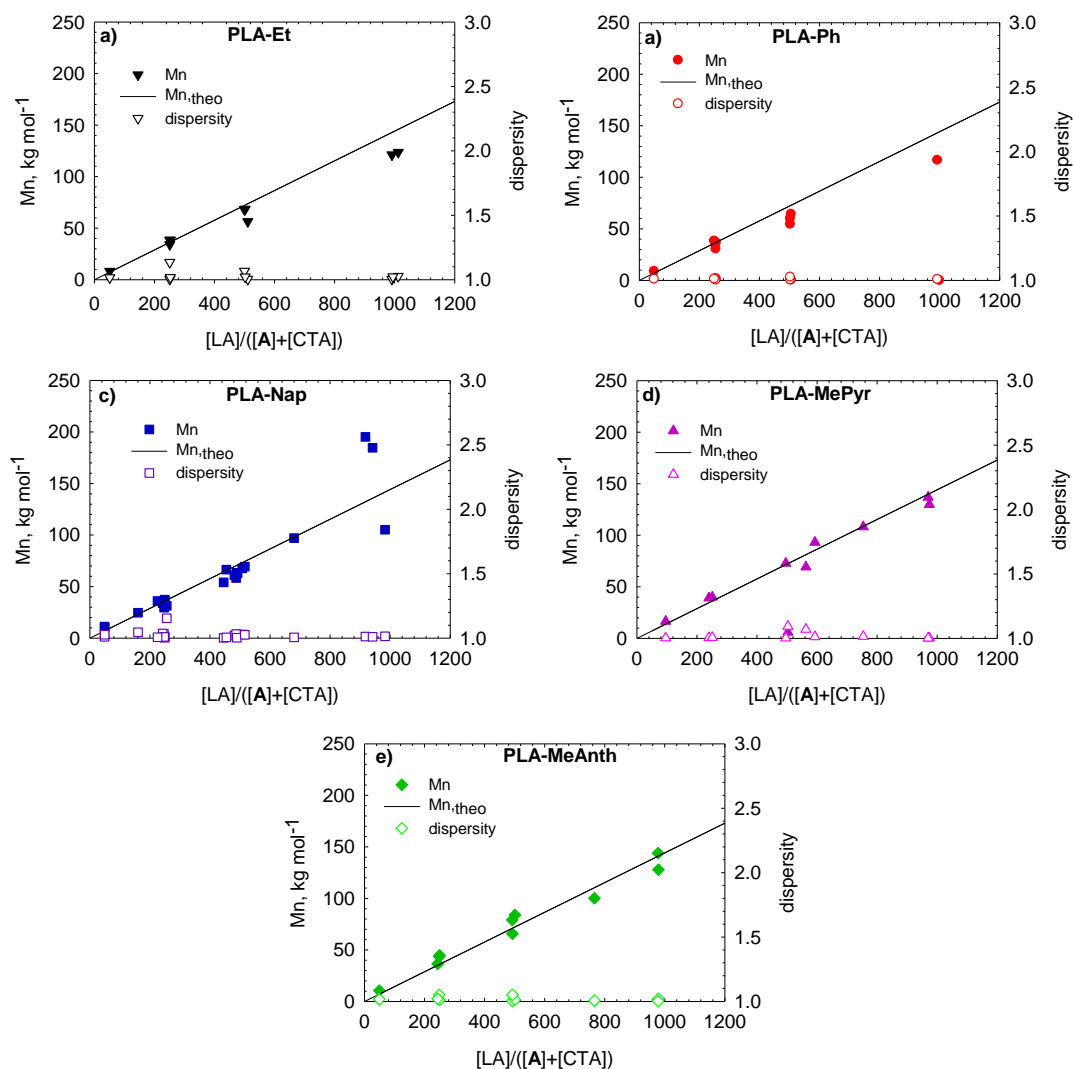 a) PLA-Et
Mn
Mn,theo
dispersity
Mn, kg mol-1
250
200
150
100
50
0
3.0
2.5
2.0
1.5
1.0
dispersity
0 200 400 600 800 1000 1200
[LA]/([A]+[CTA])
a) PLA-Ph
Mn
Mn,theo
dispersity
Mn, kg mol-1
250
200
150
100
50
0
3.0
2.5
2.0
1.5
1.0
dispersity
0 200 400 600 800 1000 1200
[LA]/([A]+[CTA])
c) PLA-Nap
Mn
Mn,theo
dispersity
Mn, kg mol-1
250
200
150
100
50
0
3.0
2.5
2.0
1.5
1.0
dispersity
0 200 400 600 800 1000 1200
[LA]/([A]+[CTA])
d) PLA-MePyr
Mn
Mn,theo
dispersity
Mn, kg mol-1
250
200
150
100
50
0
3.0
2.5
2.0
1.5
1.0
dispersity
0 200 400 600 800 1000 1200
[LA]/([A]+[CTA])
e) PLA-MeAnth
Mn
Mn,theo
dispersity
Mn, kg mol-1
250
200
150
100
50
0
3.0
2.5
2.0
1.5
1.0
dispersity
0 200 400 600 800 1000 1200
[LA]/([A]+[CTA])